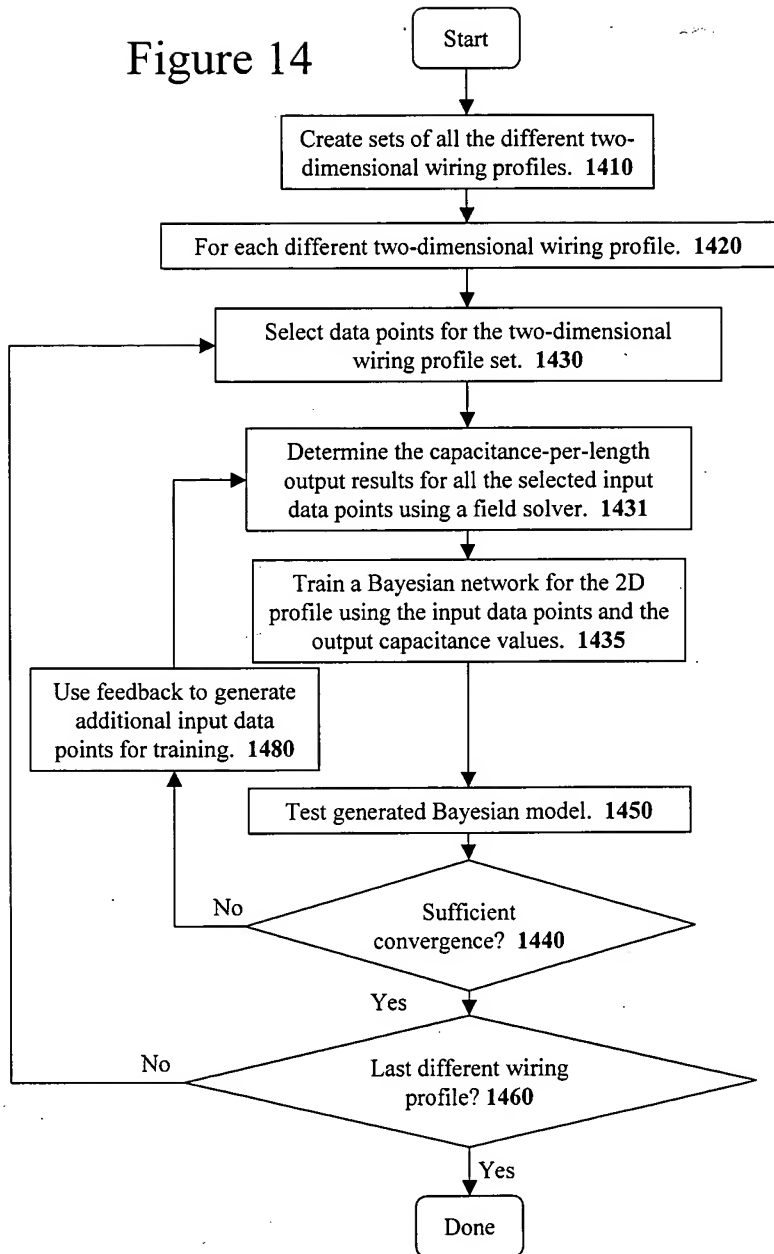 Figure 14
Start
Create sets of all the different two-
dimensional wiring profiles. 1410
For each different two-dimensional wiring profile. 1420
Select data points for the two-dimensional
wiring profile set. 1430
Determine the capacitance-per-length
output results for all the selected input
data points using a field solver. 1431
Train a Bayesian network for the 2D
profile using the input data points and the
output capacitance values. 1435
Use feedback to generate
additional input data
points for training. 1480
Test generated Bayesian model. 1450
No
Sufficient
convergence? 1440
Yes
No
Last different wiring
profile? 1460
Yes
Done